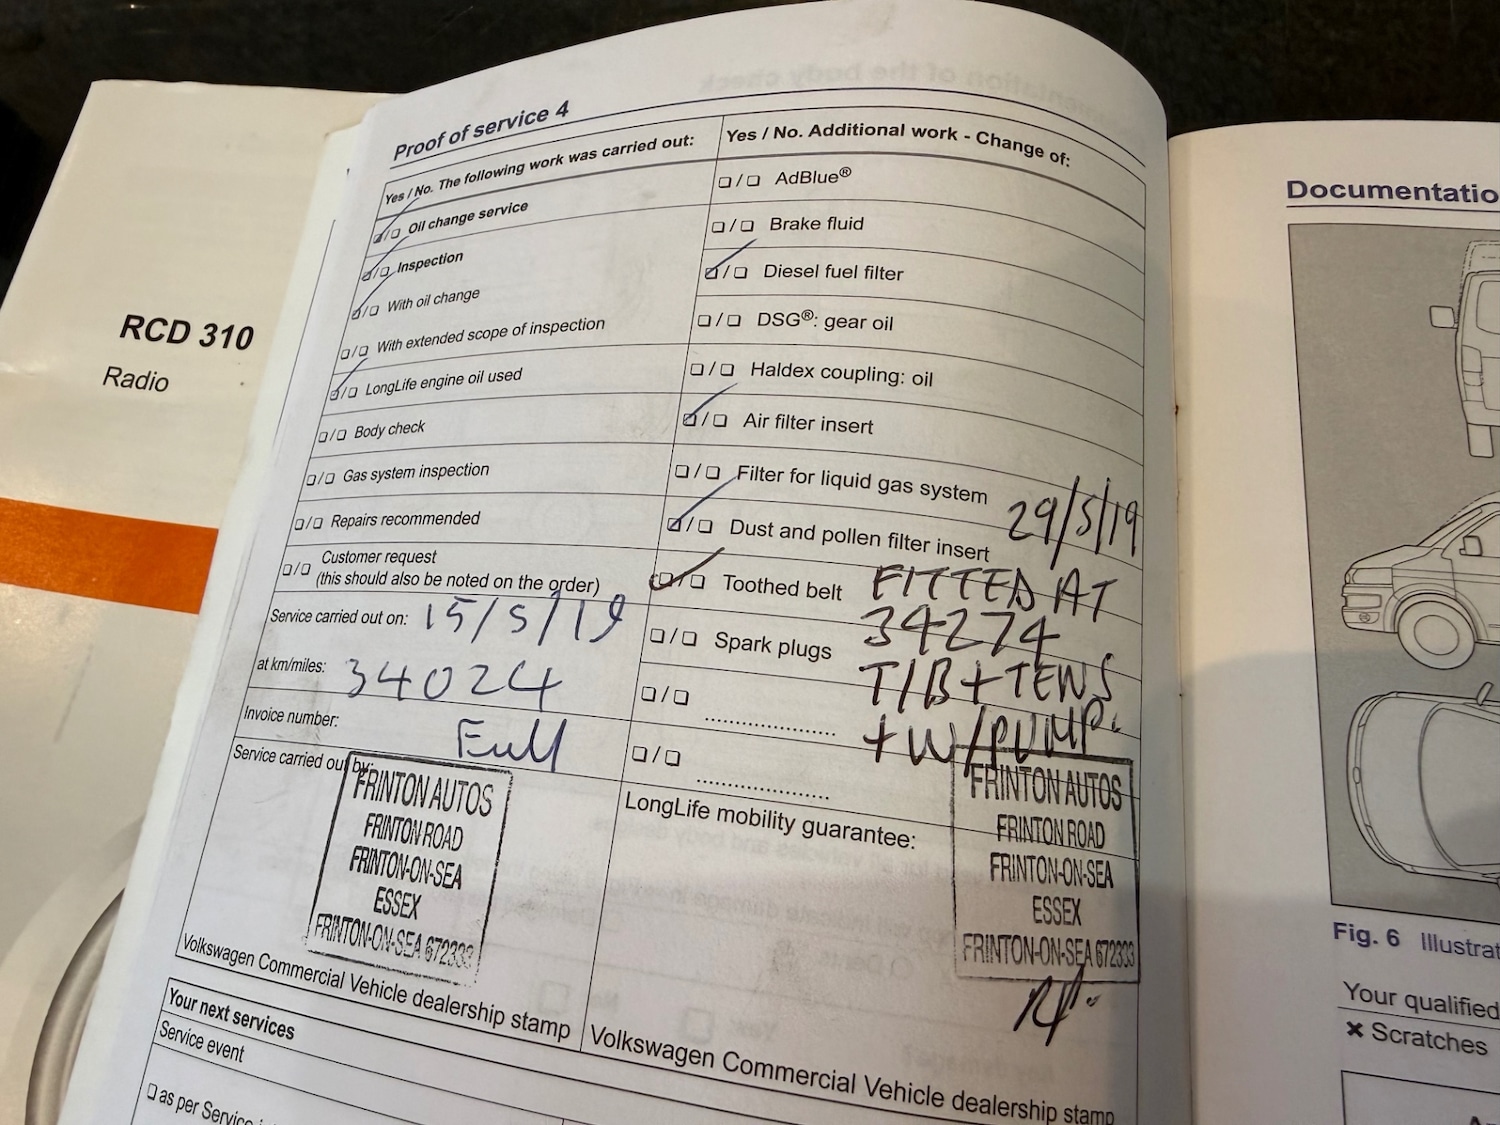 RCD 310
Radio
Proof of service 4
Yes / No. The following work was carried out:
❏/❏ Oil change service
❏/❏ Inspection
❏/❏ With oil change
❏/❏ With extended scope of inspection
❏/❏ LongLife engine oil used
❏/❏ Body check
❏/❏ Gas system inspection
❏/❏ Repairs recommended
❏/❏ Customer request
(this should also be noted on the order)
Service carried out on: 15/5/19
at km/miles: 34024
Invoice number:
Full
Service carried out by:
FRINTON AUTOS
FRINTON ROAD
FRINTON-ON-SEA
ESSEX
FRINTON-ON-SEA 672333
Volkswagen Commercial Vehicle dealership stamp
Yes / No. Additional work - Change of:
❏/❏ AdBlue®
❏/❏ Brake fluid
❏/❏ Diesel fuel filter
❏/❏ DSG®: gear oil
❏/❏ Haldex coupling: oil
❏/❏ Air filter insert
❏/❏ Filter for liquid gas system
❏/❏ Dust and pollen filter insert 29/5/19
❏/❏ Toothed belt FITTED AT
34274
❏/❏ Spark plugs T/B + TENS
❏/❏ ........................ + W/PUMP.
❏/❏ ........................
LongLife mobility guarantee:
FRINTON AUTOS
FRINTON ROAD
FRINTON-ON-SEA
ESSEX
FRINTON-ON-SEA 672333
Volkswagen Commercial Vehicle dealership stamp
Your next services
Service event
❏ as per Service
Documentatio
Fig. 6 Illustrat
Your qualified
✖ Scratches